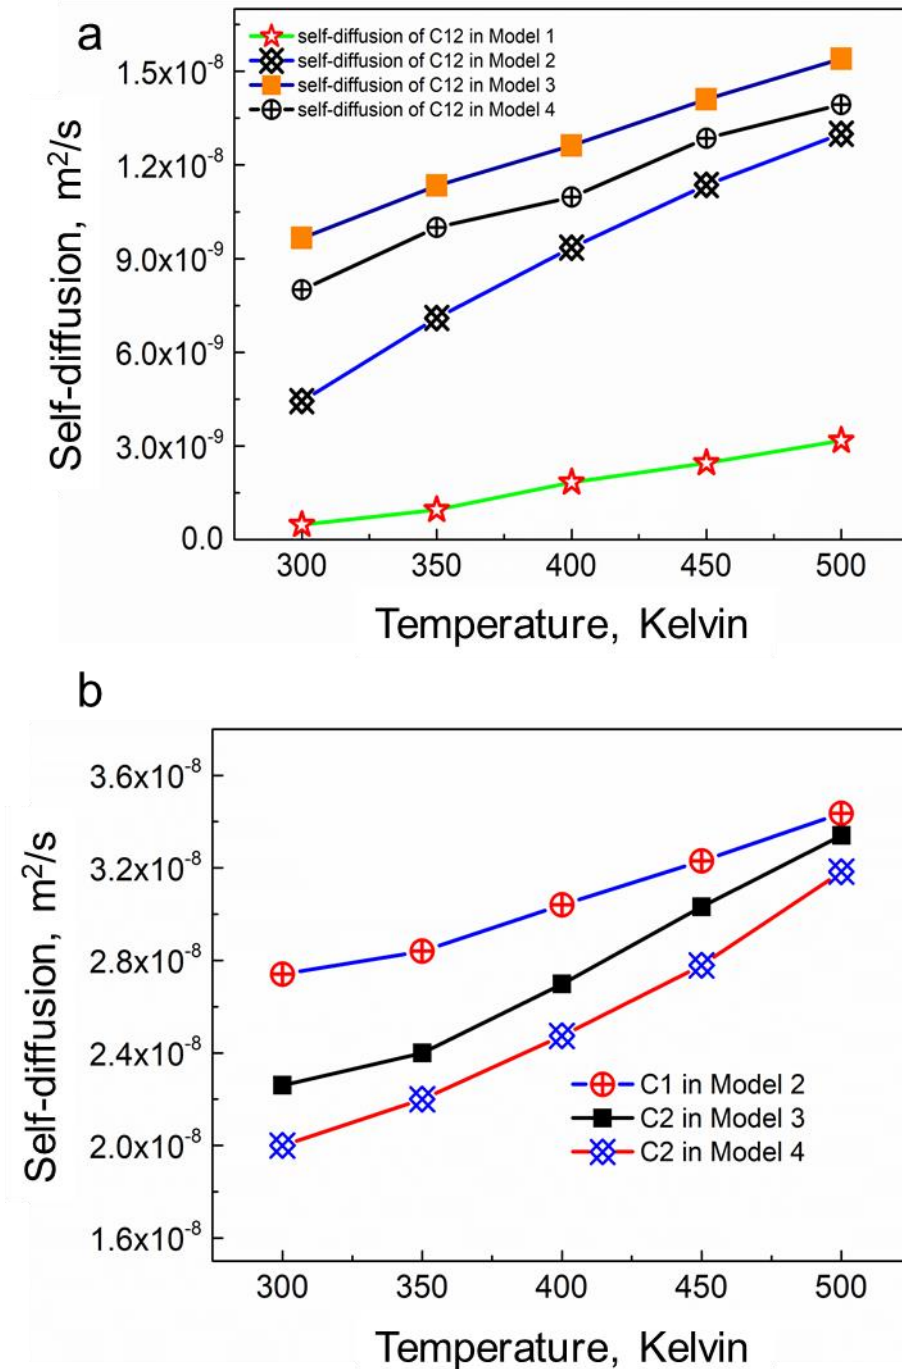 a
self-diffusion of C12 in Model 1
self-diffusion of C12 in Model 2
self-diffusion of C12 in Model 3
self-diffusion of C12 in Model 4
1.5x10⁻⁸
1.2x10⁻⁸
9.0x10⁻⁹
6.0x10⁻⁹
3.0x10⁻⁹
0.0
Self-diffusion, m²/s
300 350 400 450 500
Temperature, Kelvin
b
3.6x10⁻⁸
3.2x10⁻⁸
2.8x10⁻⁸
2.4x10⁻⁸
2.0x10⁻⁸
1.6x10⁻⁸
Self-diffusion, m²/s
C1 in Model 2
C2 in Model 3
C2 in Model 4
300 350 400 450 500
Temperature, Kelvin